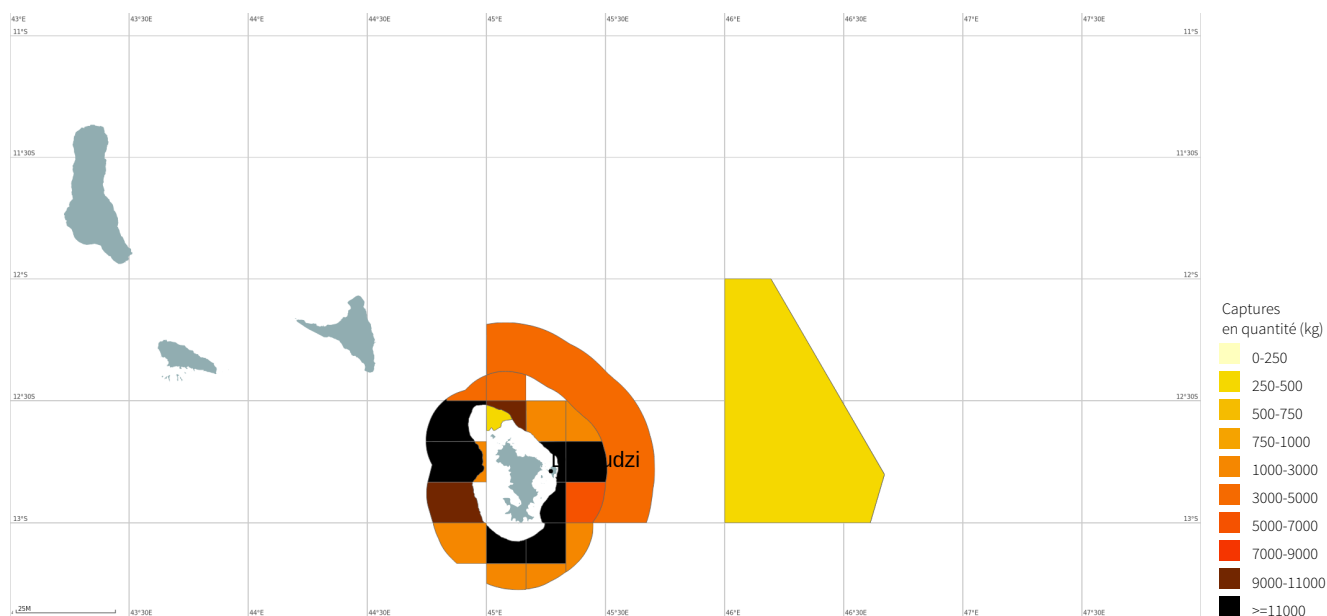 43°E 43°30E 44°E 44°30E 45°E 45°30E 46°E 46°30E 47°E 47°30E
11°S 11°S
11°30S 11°30S
12°S 12°S
12°30S 12°30S
13°S 13°S
Captures
en quantité (kg)
0-250
250-500
500-750
750-1000
1000-3000
3000-5000
5000-7000
7000-9000
9000-11000
>=11000
25M
43°30E 44°E 44°30E 45°E 45°30E 46°E 46°30E 47°E 47°30E